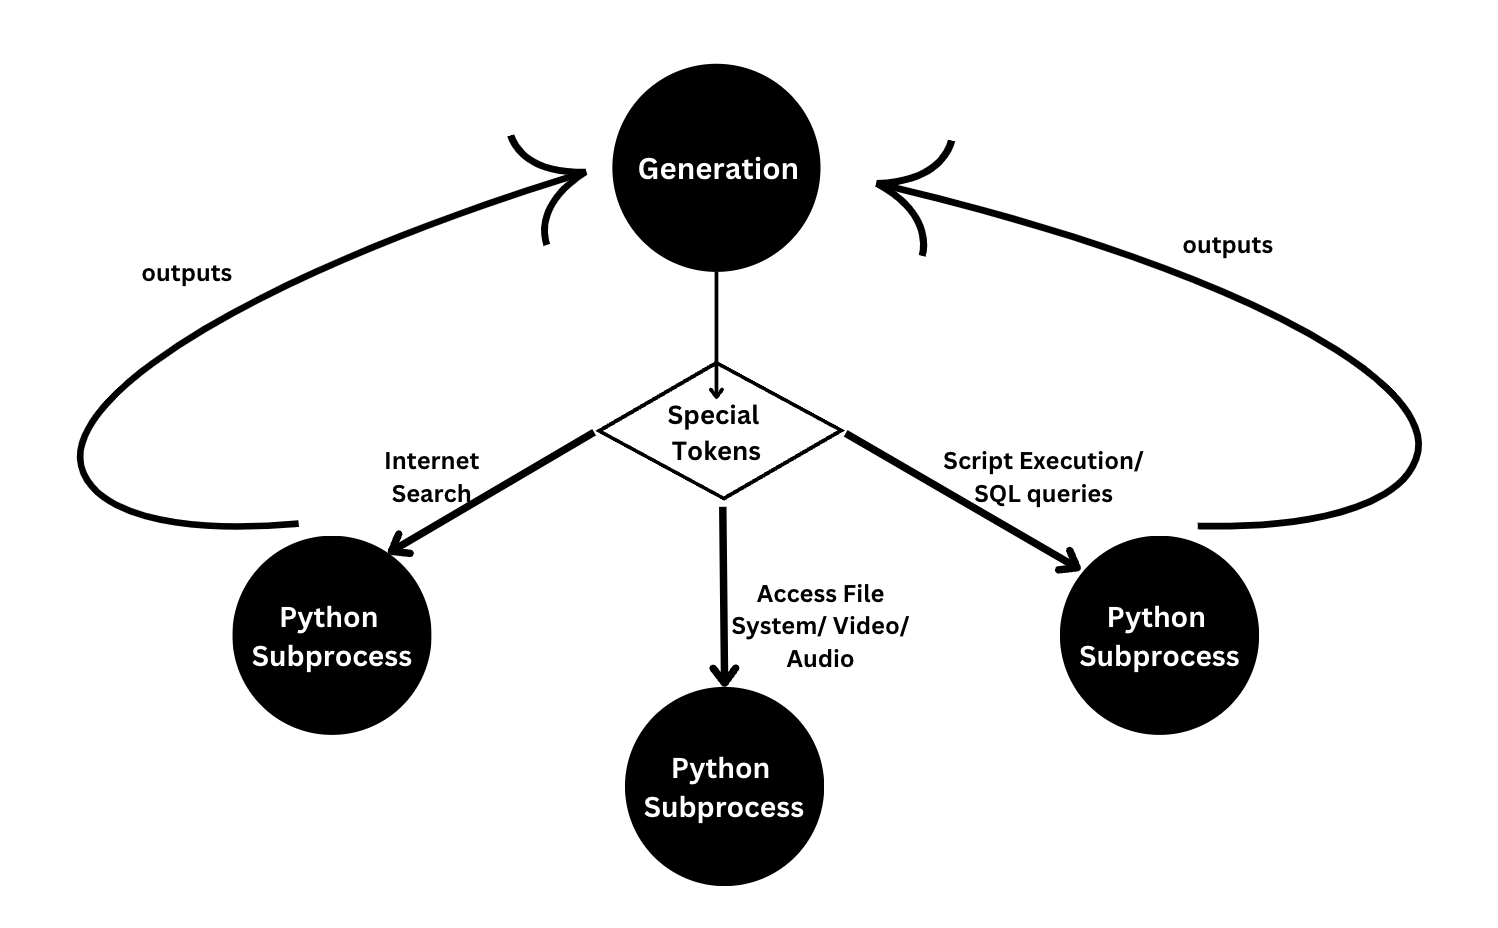 Generation
outputs
outputs
Special
Tokens
Internet
Search
Script Execution/
SQL queries
Access File
System/ Video/
Audio
Python
Subprocess
Python
Subprocess
Python
Subprocess